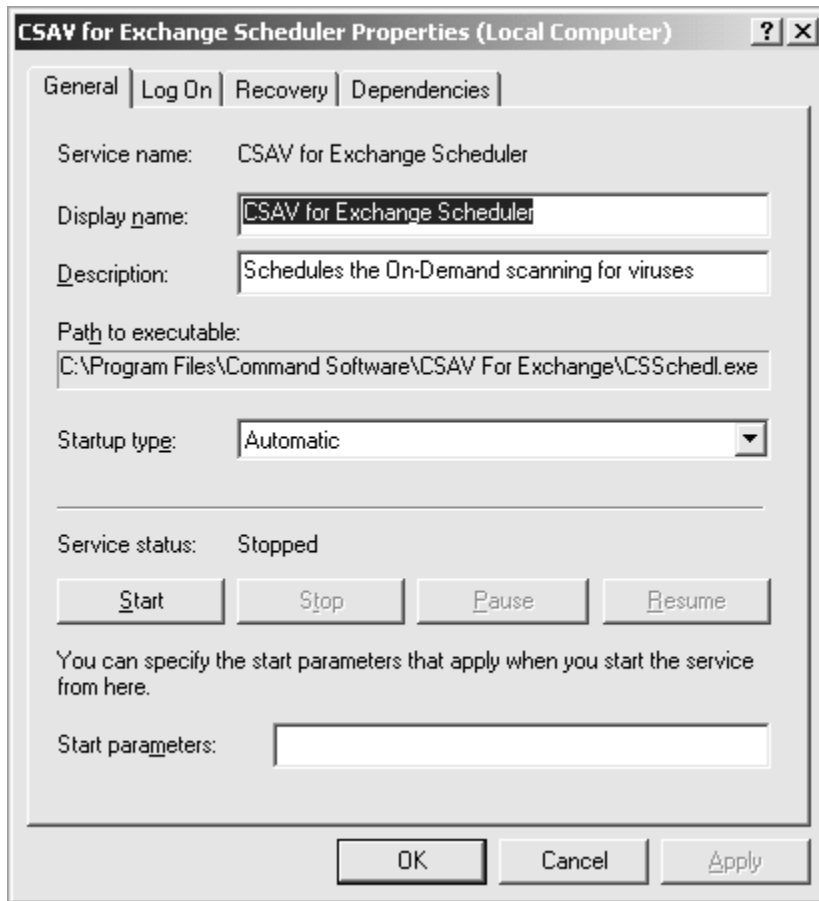 CSAV for Exchange Scheduler Properties (Local Computer) ? X
General Log On Recovery Dependencies
Service name: CSAV for Exchange Scheduler
Display name: CSAV for Exchange Scheduler
Description: Schedules the On-Demand scanning for viruses
Path to executable:
C:\Program Files\Command Software\CSAV For Exchange\CSSchedl.exe
Startup type: Automatic
Service status: Stopped
Start Stop Pause Resume
You can specify the start parameters that apply when you start the service
from here.
Start parameters:
OK Cancel Apply